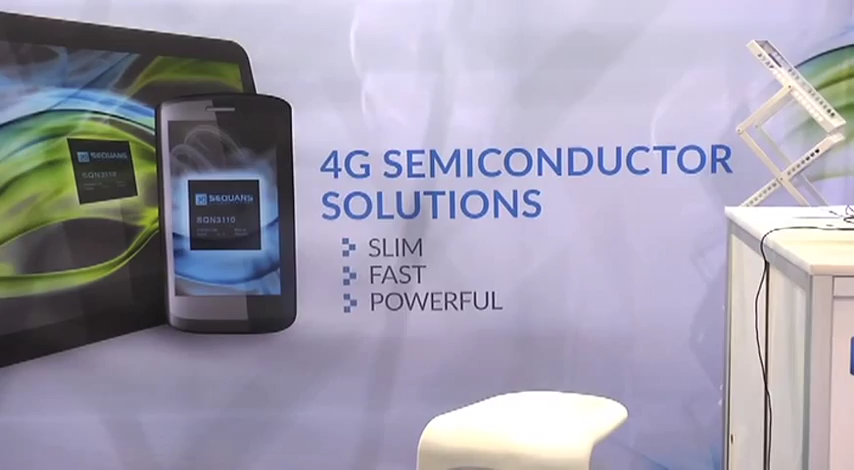 SEQUANS
SQN3110
SEQUANS
SQN3110
4G SEMICONDUCTOR
SOLUTIONS
SLIM
FAST
POWERFUL